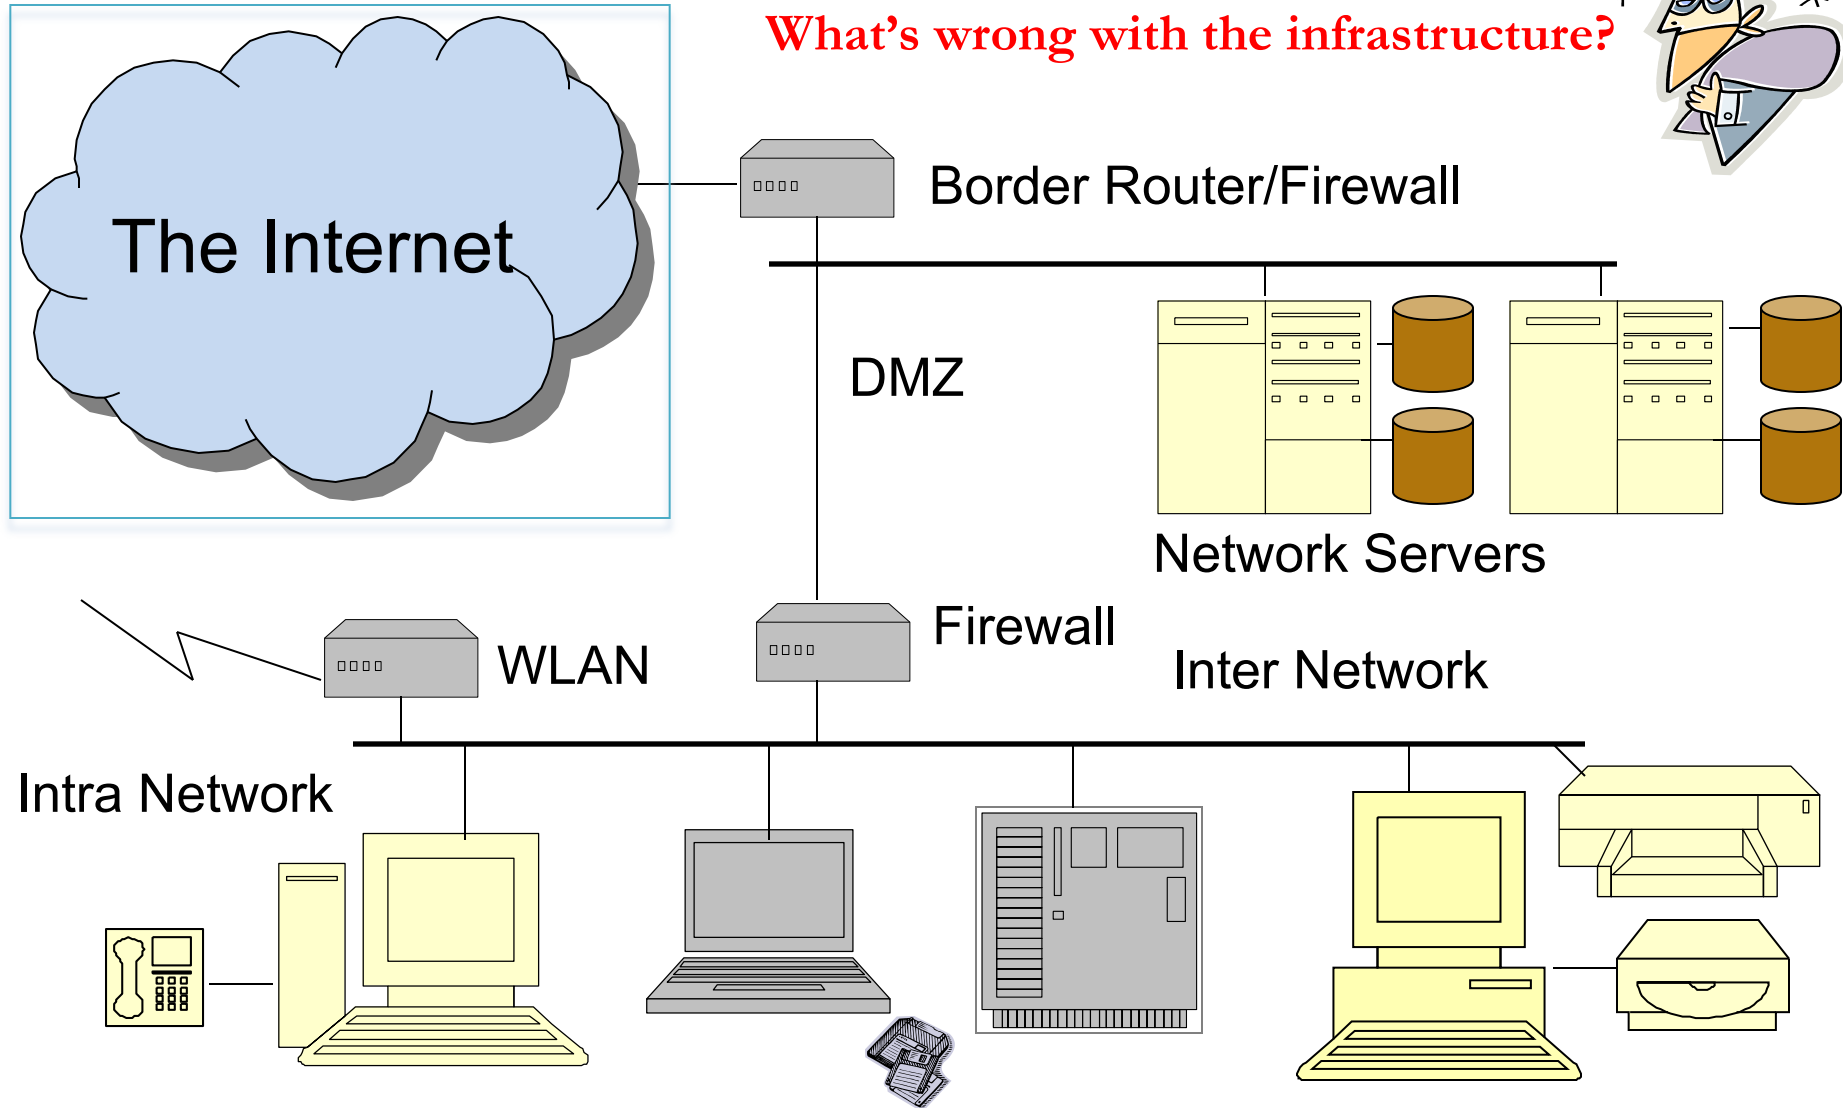 What's wrong with the infrastructure?
The Internet
Border Router/Firewall
DMZ
Network Servers
Firewall
WLAN
Inter Network
Intra Network